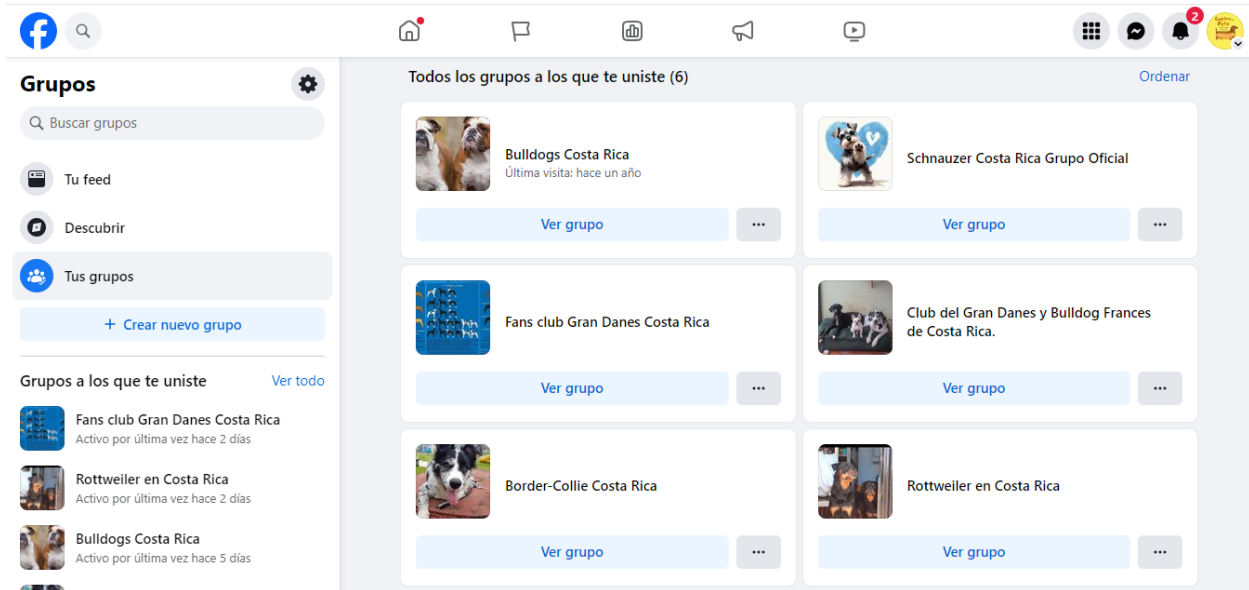 2
Grupos
Buscar grupos
Tu feed
Descubrir
Tus grupos
+ Crear nuevo grupo
Grupos a los que te uniste
Ver todo
Fans club Gran Danes Costa Rica
Activo por última vez hace 2 días
Rottweiler en Costa Rica
Activo por última vez hace 2 días
Bulldogs Costa Rica
Activo por última vez hace 5 días
Todos los grupos a los que te uniste (6)
Ordenar
Bulldogs Costa Rica
Última visita: hace un año
Ver grupo
Schnauzer Costa Rica Grupo Oficial
Ver grupo
Fans club Gran Danes Costa Rica
Ver grupo
Club del Gran Danes y Bulldog Frances
de Costa Rica.
Ver grupo
Border-Collie Costa Rica
Ver grupo
Rottweiler en Costa Rica
Ver grupo